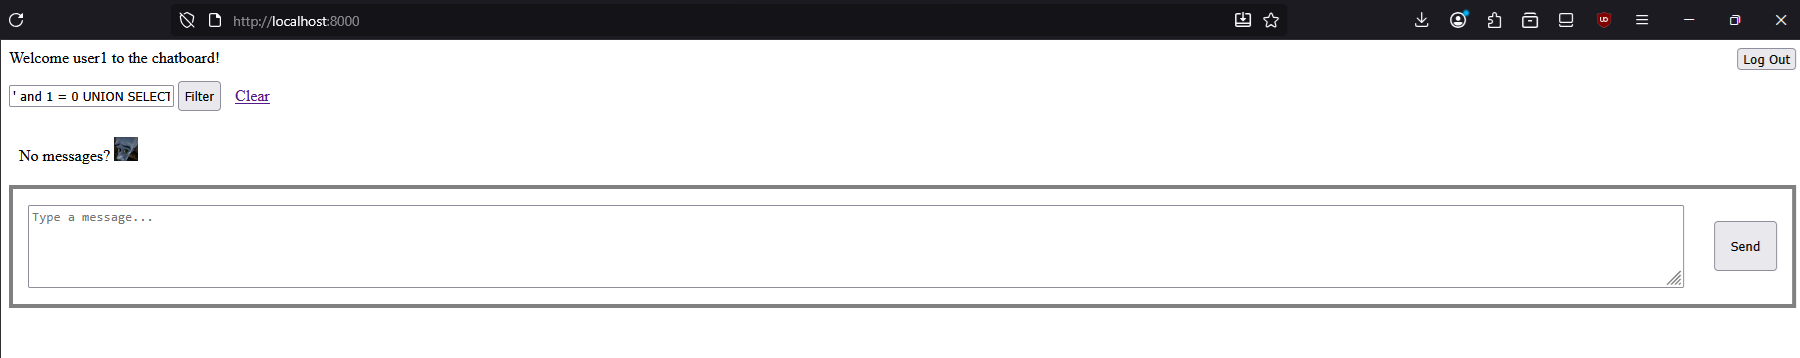 http://localhost:8000
Welcome user1 to the chatboard!
Log Out
' and 1 = 0 UNION SELECT
Filter
Clear
No messages?
Type a message...
Send